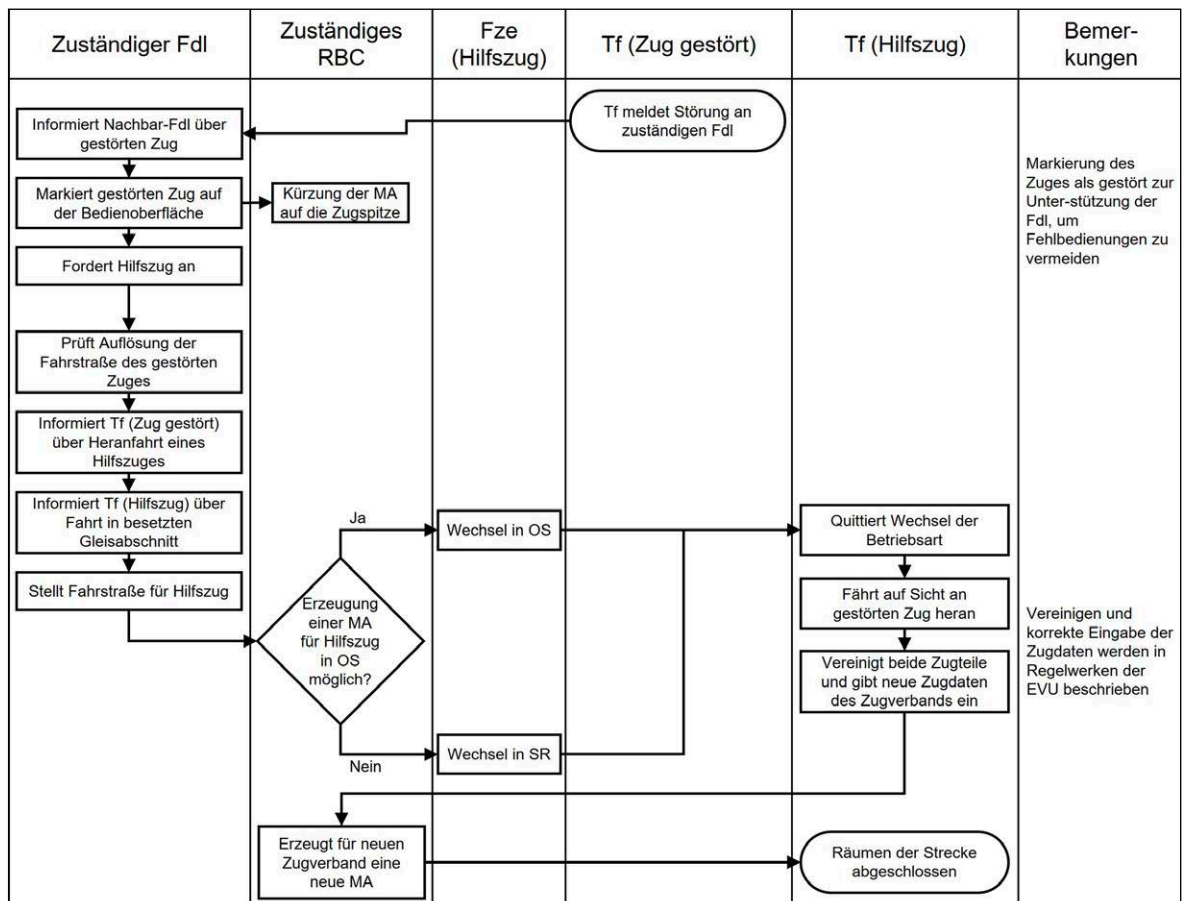 Zuständiger Fdl
Zuständiges
RBC
Fze
(Hilfszug)
Tf (Zug gestört)
Tf (Hilfszug)
Bemer-
kungen
Tf meldet Störung an
zuständigen Fdl
Informiert Nachbar-Fdl über
gestörten Zug
Markiert gestörten Zug auf
der Bedienoberfläche
Kürzung der MA
auf die Zugspitze
Markierung des
Zuges als gestört zur
Unter-stützung der
Fdl, um
Fehlbedienungen zu
vermeiden
Fordert Hilfszug an
Prüft Auflösung der
Fahrstraße des gestörten
Zuges
Informiert Tf (Zug gestört)
über Heranfahrt eines
Hilfszuges
Informiert Tf (Hilfszug) über
Fahrt in besetzten
Gleisabschnitt
Stellt Fahrstraße für Hilfszug
Erzeugung
einer MA
für Hilfszug
in OS
möglich?
Ja
Wechsel in OS
Nein
Wechsel in SR
Quittiert Wechsel der
Betriebsart
Fährt auf Sicht an
gestörten Zug heran
Vereinigt beide Zugteile
und gibt neue Zugdaten
des Zugverbands ein
Vereinigen und
korrekte Eingabe der
Zugdaten werden in
Regelwerken der
EVU beschrieben
Erzeugt für neuen
Zugverband eine
neue MA
Räumen der Strecke
abgeschlossen